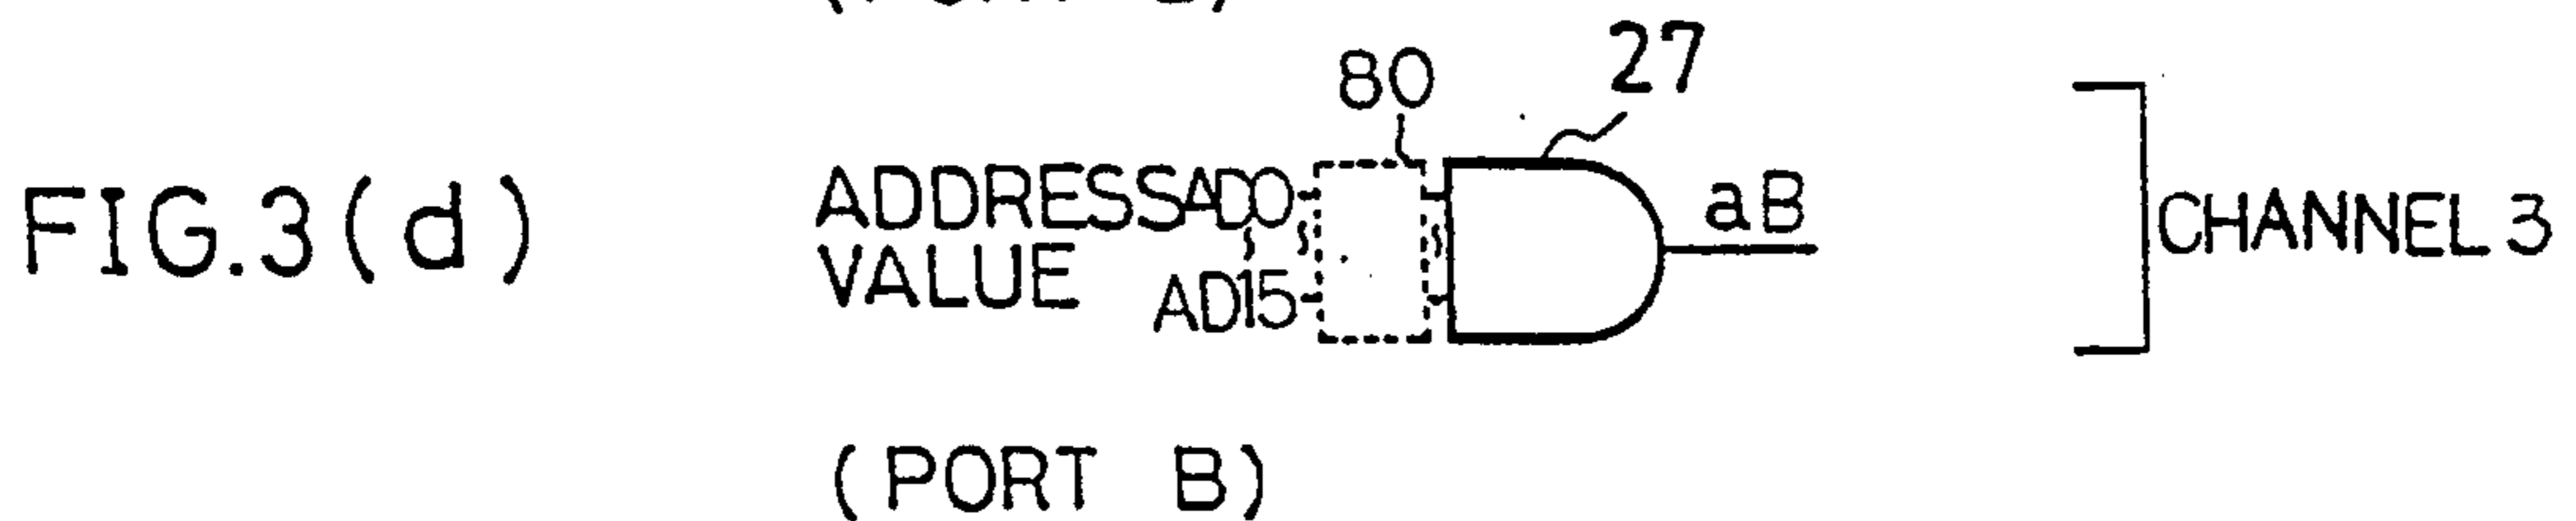 80
27
FIG.3(d)
ADDRESS AD0
VALUE AD15
aB
CHANNEL 3
(PORT B)